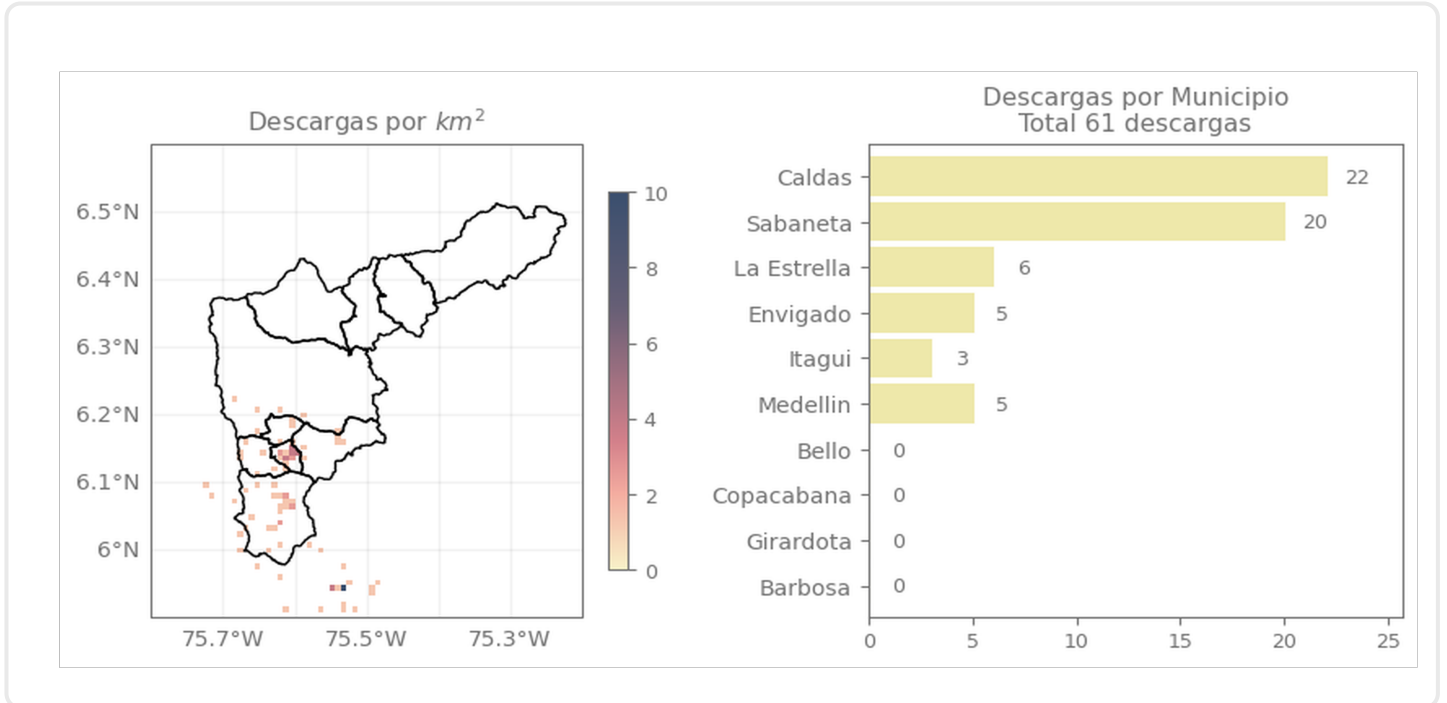 Descargas por km²
6.5°N
6.4°N
6.3°N
6.2°N
6.1°N
6°N
75.7°W 75.5°W 75.3°W
10
8
6
4
2
0
Descargas por Municipio
Total 61 descargas
Caldas 22
Sabaneta 20
La Estrella 6
Envigado 5
Itagui 3
Medellin 5
Bello 0
Copacabana 0
Girardota 0
Barbosa 0
0 5 10 15 20 25